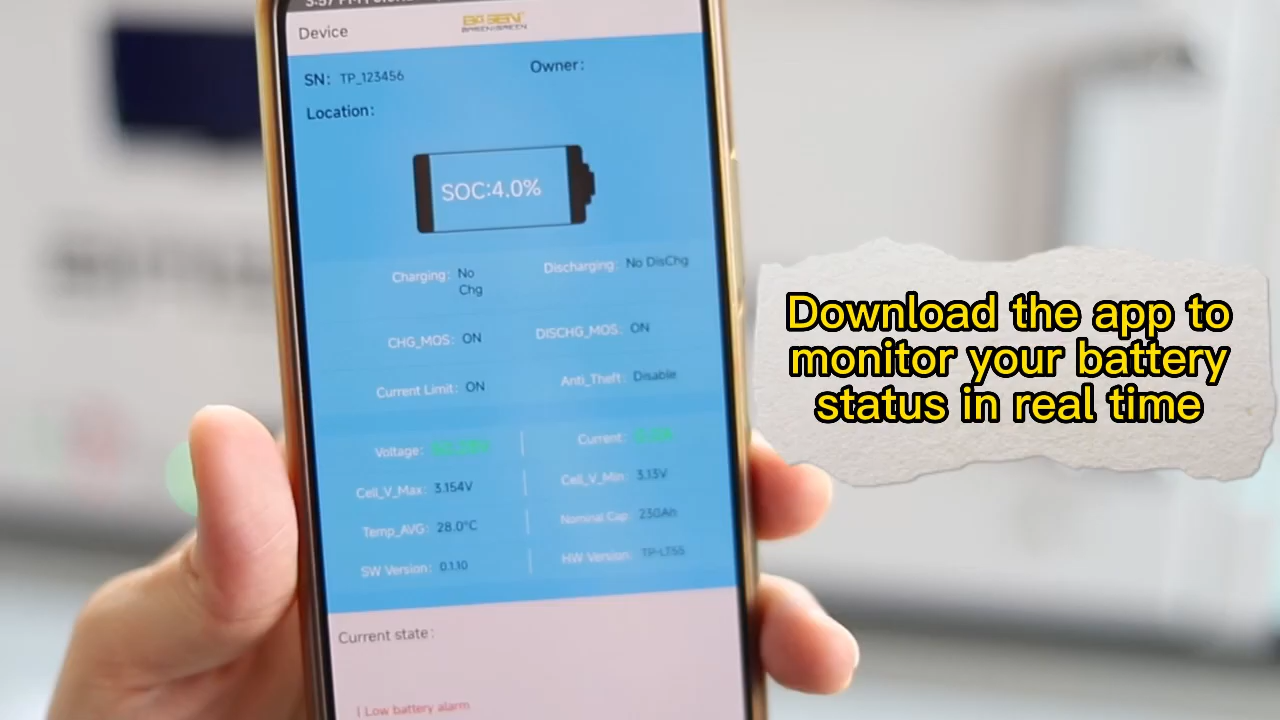 Device
SN: TP_123456
Owner:
Location:
SOC:4.0%
Charging: No Chg
Discharging: No DisChg
CHG_MOS: ON
DISCHG_MOS: ON
Current Limit: ON
Anti_Theft: Disable
Voltage:
Current:
Cell_V_Max: 3.154V
Cell_V_Min: 3.13V
Temp_AVG: 28.0°C
Nominal Cap: 230Ah
SW Version: 0.1.10
HW Version:
Current state:
Low battery alarm
Download the app to
monitor your battery
status in real time